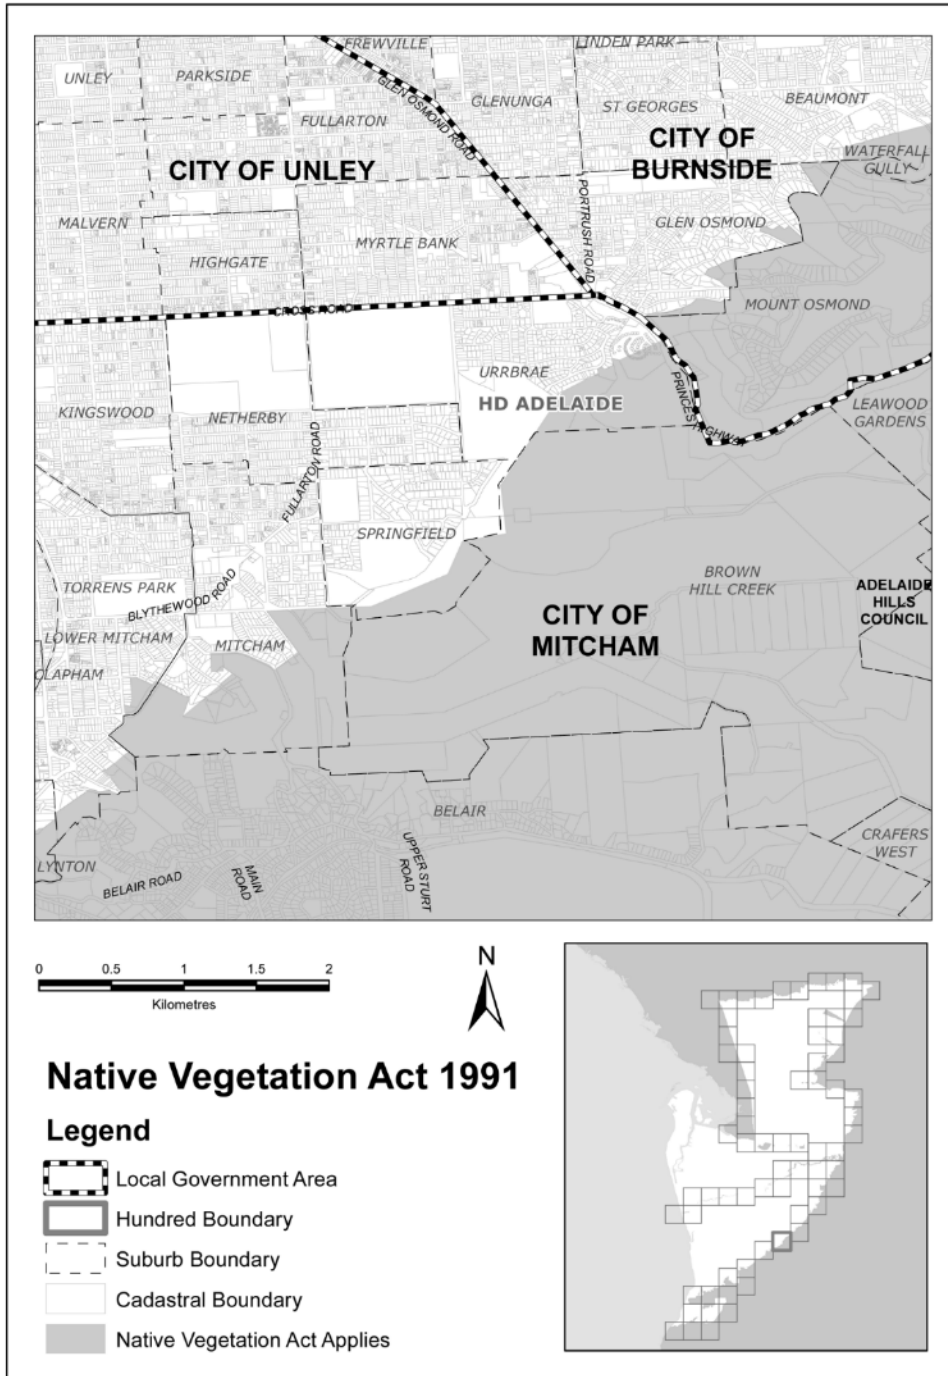 FREWVILLE
LINDEN PARK
UNLEY
PARKSIDE
GLEN OSMOND ROAD
GLENUNGA
ST GEORGES
BEAUMONT
FULLARTON
CITY OF UNLEY
CITY OF
BURNSIDE
WATERFALL
GULLY
MALVERN
HIGHGATE
MYRTLE BANK
PORTRUSH ROAD
GLEN OSMOND
MOUNT OSMOND
CROSS ROAD
URRBRAE
HD ADELAIDE
PRINCES HIGHWAY
LEAWOOD
GARDENS
KINGSWOOD
NETHERBY
FULLARTON ROAD
SPRINGFIELD
TORRENS PARK
BLYTHEWOOD ROAD
BROWN
HILL CREEK
ADELAIDE
HILLS
COUNCIL
LOWER MITCHAM
MITCHAM
CITY OF
MITCHAM
CLAPHAM
BELAIR
LYNTON
BELAIR ROAD
MAIN
ROAD
UPPER STURT
ROAD
CRAFERS
WEST
0 0.5 1 1.5 2
Kilometres
N
Native Vegetation Act 1991
Legend
Local Government Area
Hundred Boundary
Suburb Boundary
Cadastral Boundary
Native Vegetation Act Applies